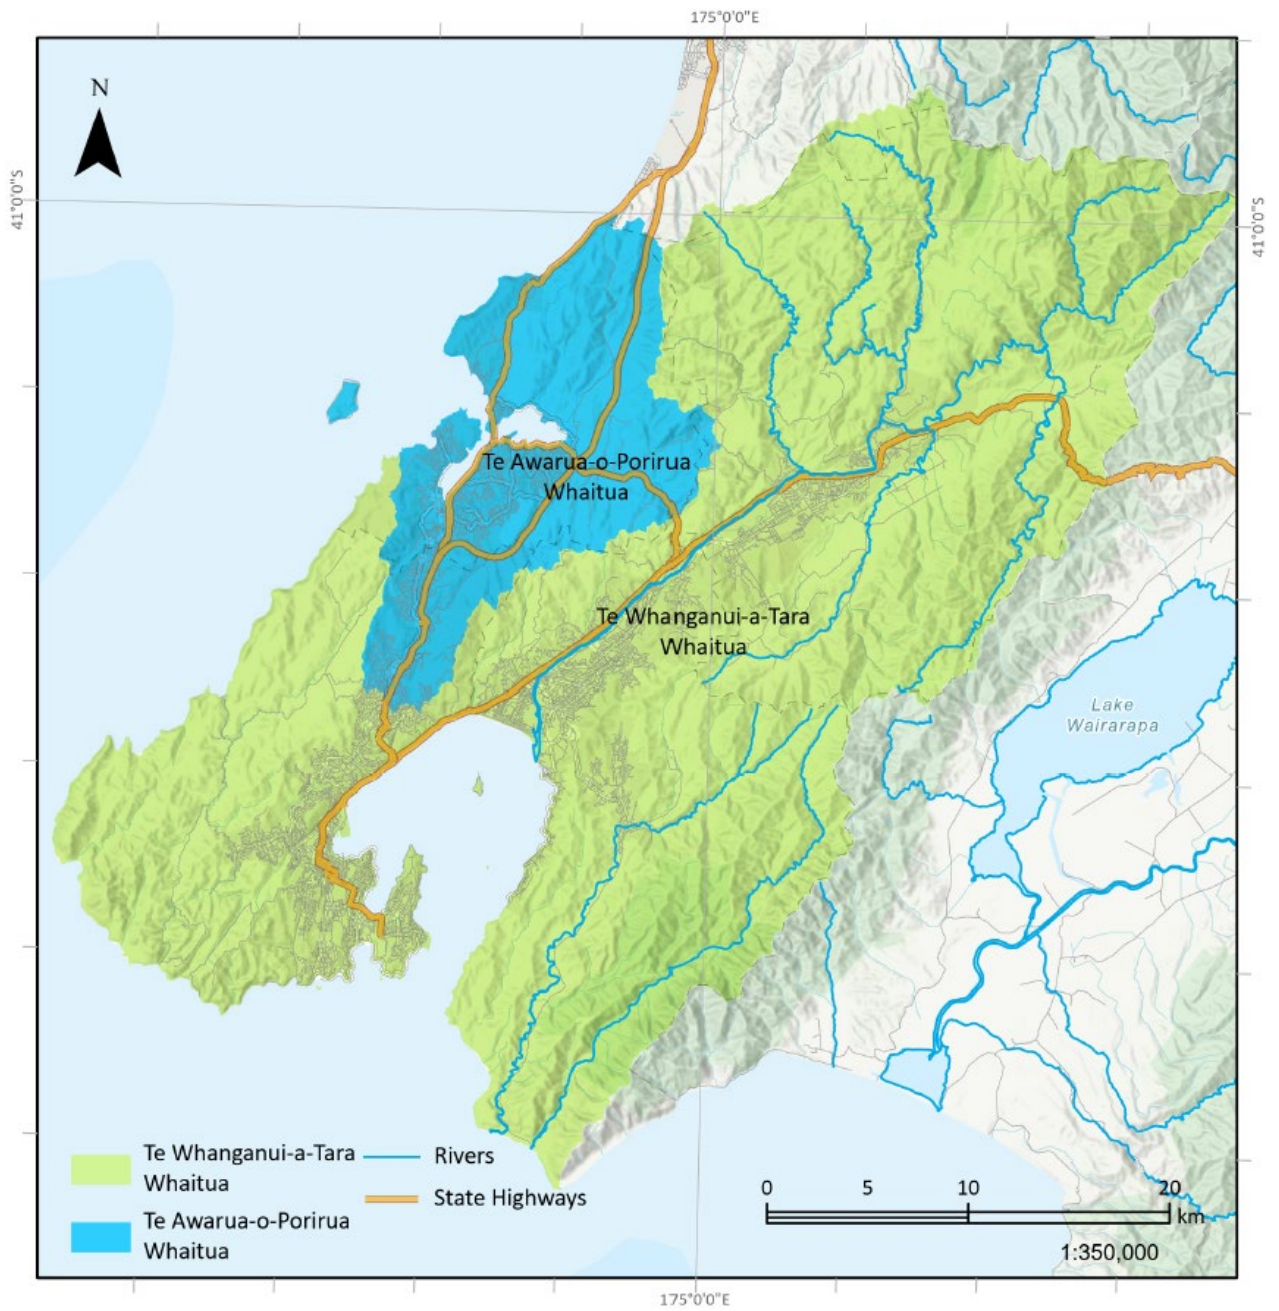 175°0'0"E
N
41°0'0"S
41°0'0"S
Te Awarua-o-Porirua
Whaitua
Te Whanganui-a-Tara
Whaitua
Lake
Wairarapa
Te Whanganui-a-Tara
Whaitua
Te Awarua-o-Porirua
Whaitua
Rivers
State Highways
0 5 10 20
km
1:350,000
175°0'0"E